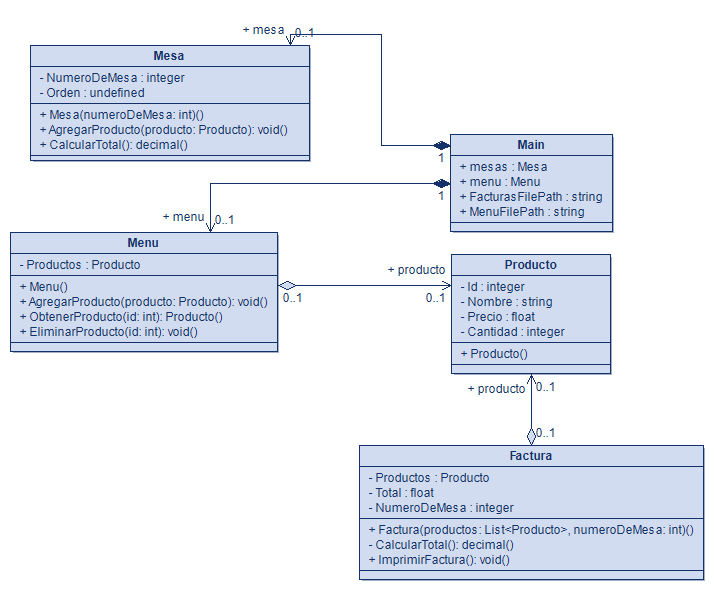 + mesa
0..1
Mesa
- NumeroDeMesa : integer
- Orden : undefined
+ Mesa(numeroDeMesa: int)()
+ AgregarProducto(producto: Producto): void()
+ CalcularTotal(): decimal()
Main
+ mesas : Mesa
+ menu : Menu
+ FacturasFilePath : string
+ MenuFilePath : string
1
1
+ menu
0..1
Menu
- Productos : Producto
+ Menu()
+ AgregarProducto(producto: Producto): void()
+ ObtenerProducto(id: int): Producto()
+ EliminarProducto(id: int): void()
0..1
+ producto
0..1
Producto
- Id : integer
- Nombre : string
- Precio : float
- Cantidad : integer
+ Producto()
+ producto
0..1
0..1
Factura
- Productos : Producto
- Total : float
- NumeroDeMesa : integer
+ Factura(productos: List<Producto>, numeroDeMesa: int)()
- CalcularTotal(): decimal()
+ ImprimirFactura(): void()